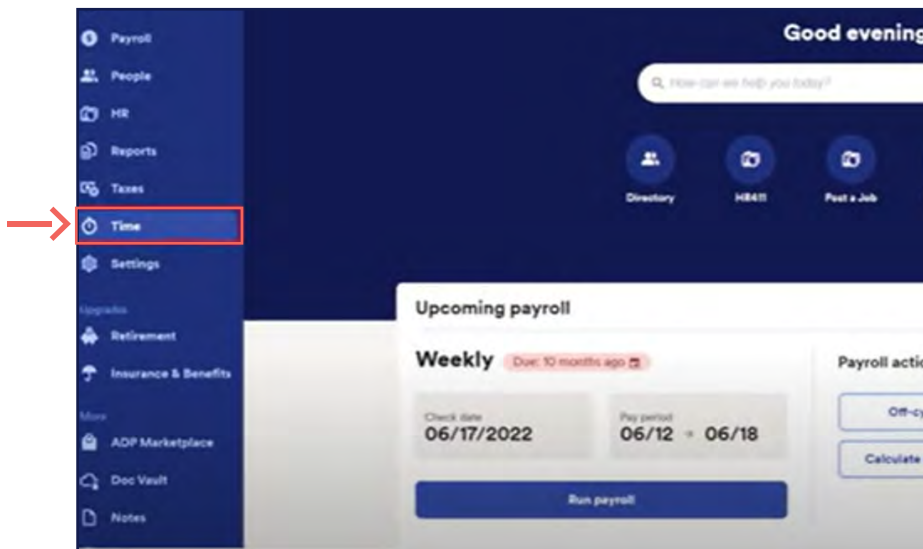 Payroll
People
HR
Reports
Taxes
Time
Settings
Upgrades
Retirement
Insurance & Benefits
More
ADP Marketplace
Doc Vault
Notes
Good evening
How can we help you today?
Directory
HR411
Post a Job
Upcoming payroll
Weekly
Due: 10 months ago
Check date
06/17/2022
Pay period
06/12 → 06/18
Run payroll
Payroll actio
Off-cy
Calculate